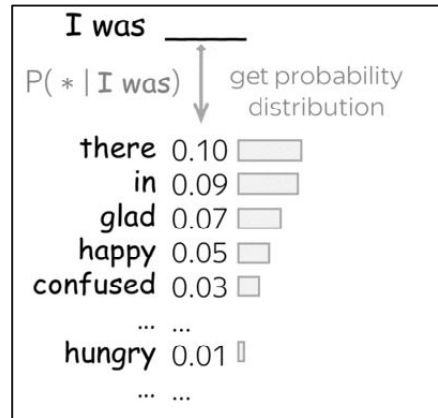 I was ____
P( * | I was) get probability
distribution
there 0.10
in 0.09
glad 0.07
happy 0.05
confused 0.03
... ...
hungry 0.01
... ...